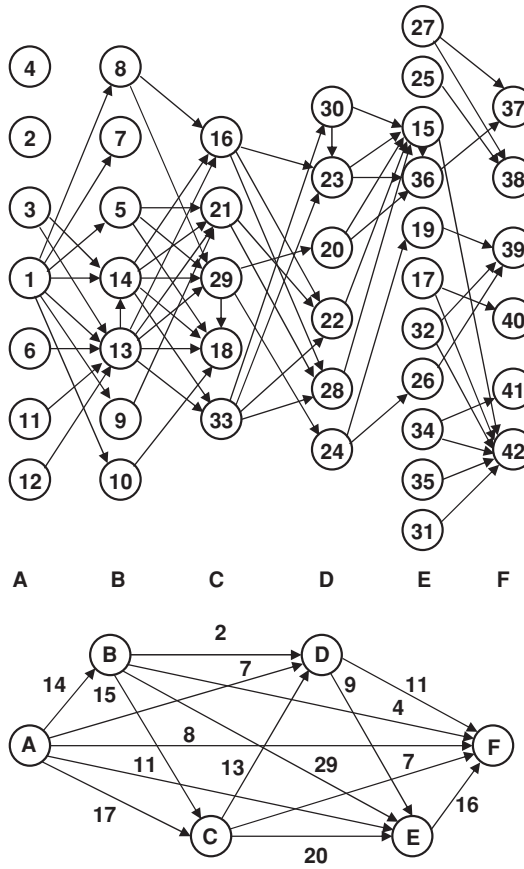 27
4 8 25
30 37
2 7 16 15
23 36 38
3 5 21 19
20 39
1 14 29 17
22 32 40
6 13 18
28 26 41
11 9 33 34
24 42
12 10 35
31
A B C D E F
2
B D
14 15 7 9 11
4
A 8 F
11 13 29 7
17 16
C E
20